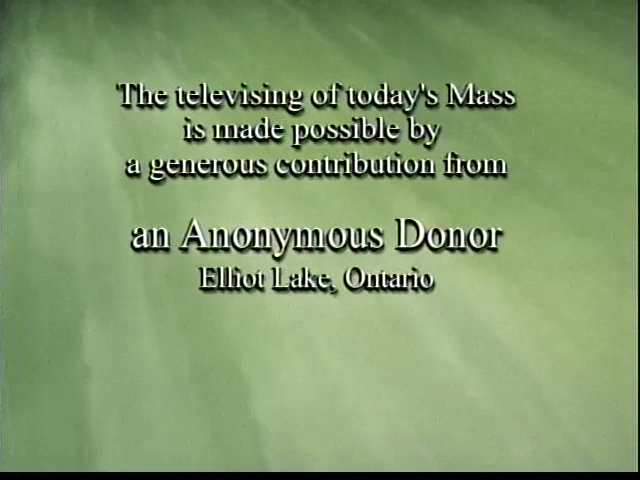 The televising of today's Mass
is made possible by
a generous contribution from
an Anonymous Donor
Elliot Lake, Ontario